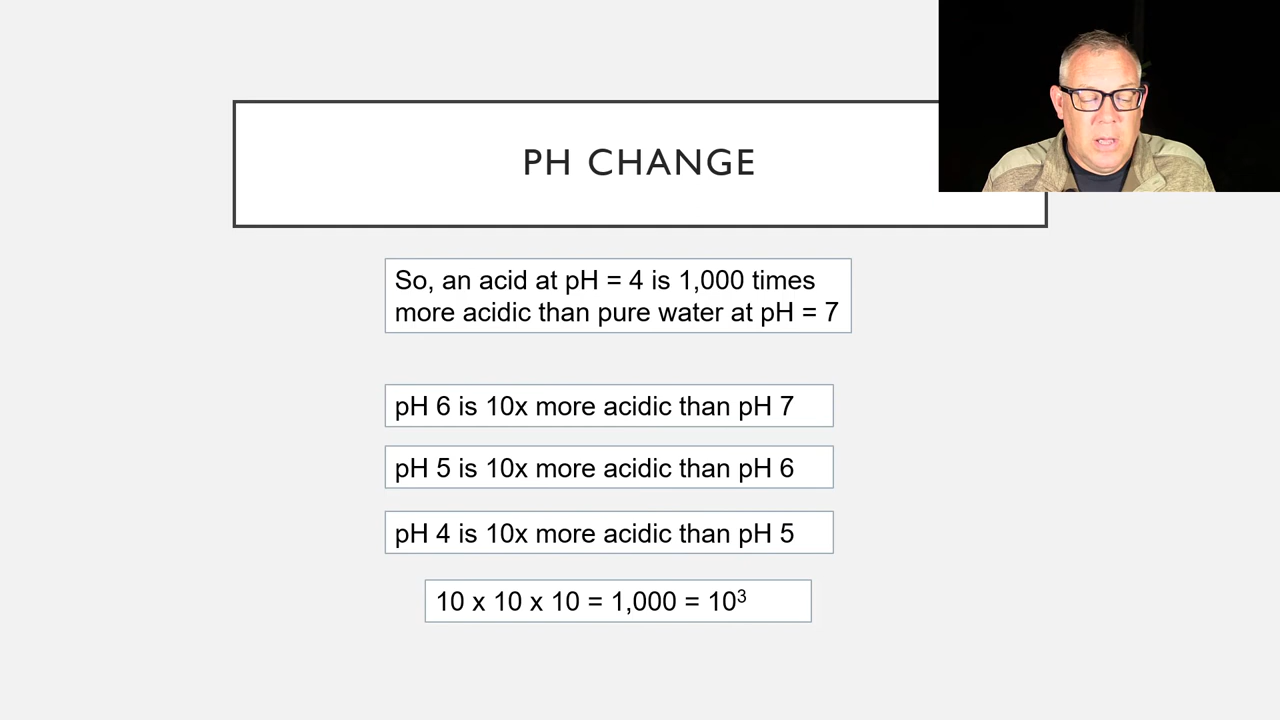 PH CHANGE
So, an acid at pH = 4 is 1,000 times
more acidic than pure water at pH = 7
pH 6 is 10x more acidic than pH 7
pH 5 is 10x more acidic than pH 6
pH 4 is 10x more acidic than pH 5
10 x 10 x 10 = 1,000 = 10³